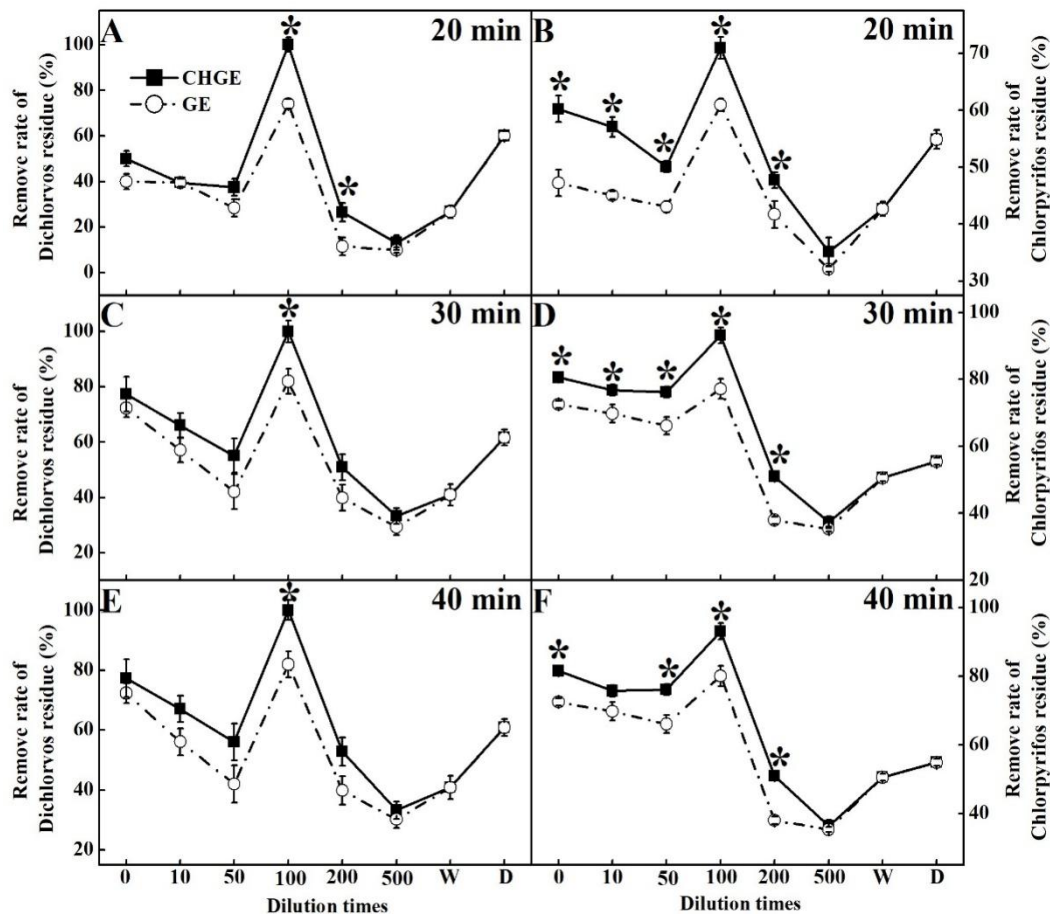 A
20 min
B
20 min
CHGE
GE
Remove rate of
Dichlorvos residue (%)
100
80
60
40
20
0
70
60
50
40
30
Remove rate of
Chlorpyrifos residue (%)
*
*
*
*
*
*
*
C
30 min
D
30 min
Remove rate of
Dichlorvos residue (%)
100
80
60
40
20
100
80
60
40
20
Remove rate of
Chlorpyrifos residue (%)
*
*
*
*
*
*
E
40 min
F
40 min
Remove rate of
Dichlorvos residue (%)
100
80
60
40
20
100
80
60
40
Remove rate of
Chlorpyrifos residue (%)
*
*
*
*
*
0 10 50 100 200 500 W D
0 10 50 100 200 500 W D
Dilution times
Dilution times